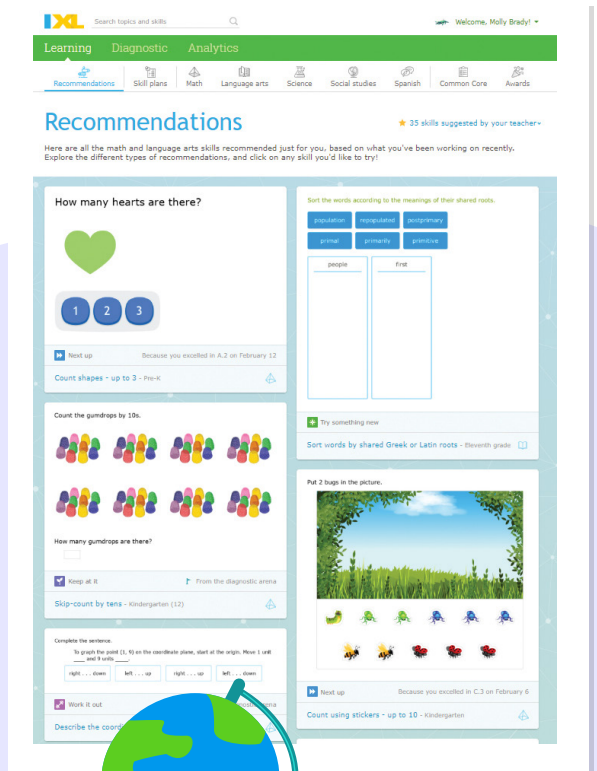 IXL
Search topics and skills
Welcome, Molly Brady!
Learning Diagnostic Analytics
Recommendations Skill plans Math Language arts Science Social studies Spanish Common Core Awards
Recommendations
35 skills suggested by your teacher
Here are all the math and language arts skills recommended just for you, based on what you've been working on recently.
Explore the different types of recommendations, and click on any skill you'd like to try!
How many hearts are there?
1 2 3
Next up Because you excelled in A.2 on February 12
Count shapes - up to 3 - Pre-K
Count the gumdrops by 10s.
How many gumdrops are there?
Keep at it From the diagnostic arena
Skip-count by tens - Kindergarten (12)
Complete the sentence.
To graph the point (1, 9) on the coordinate plane, start at the origin. Move 1 unit
____ and 9 units ____.
right . . . down left . . . up right . . . up left . . . down
Work it out
Describe the coord
Sort the words according to the meanings of their shared roots.
population repopulated postprimary
primal primarily primitive
people first
Try something new
Sort words by shared Greek or Latin roots - Eleventh grade
Put 2 bugs in the picture.
Next up Because you excelled in C.3 on February 6
Count using stickers - up to 10 - Kindergarten